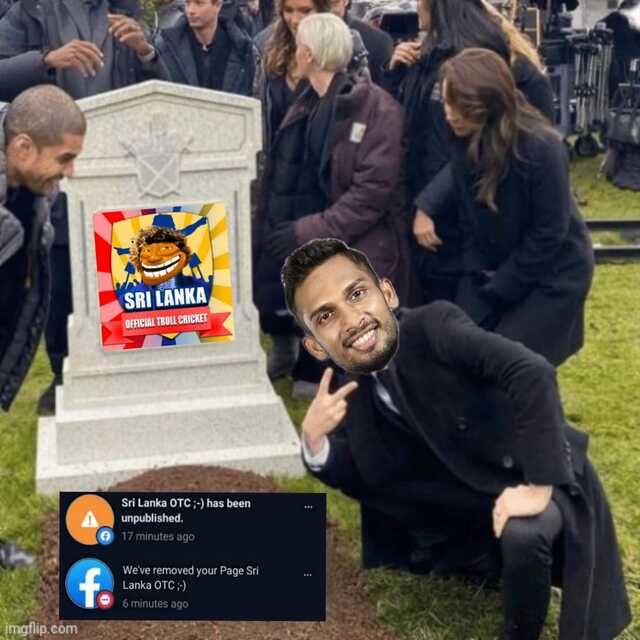 SRI LANKA
OFFICIAL TROLL CRICKET
Sri Lanka OTC ;-) has been
unpublished.
17 minutes ago
We've removed your Page Sri
Lanka OTC ;-)
6 minutes ago
imgflip.com